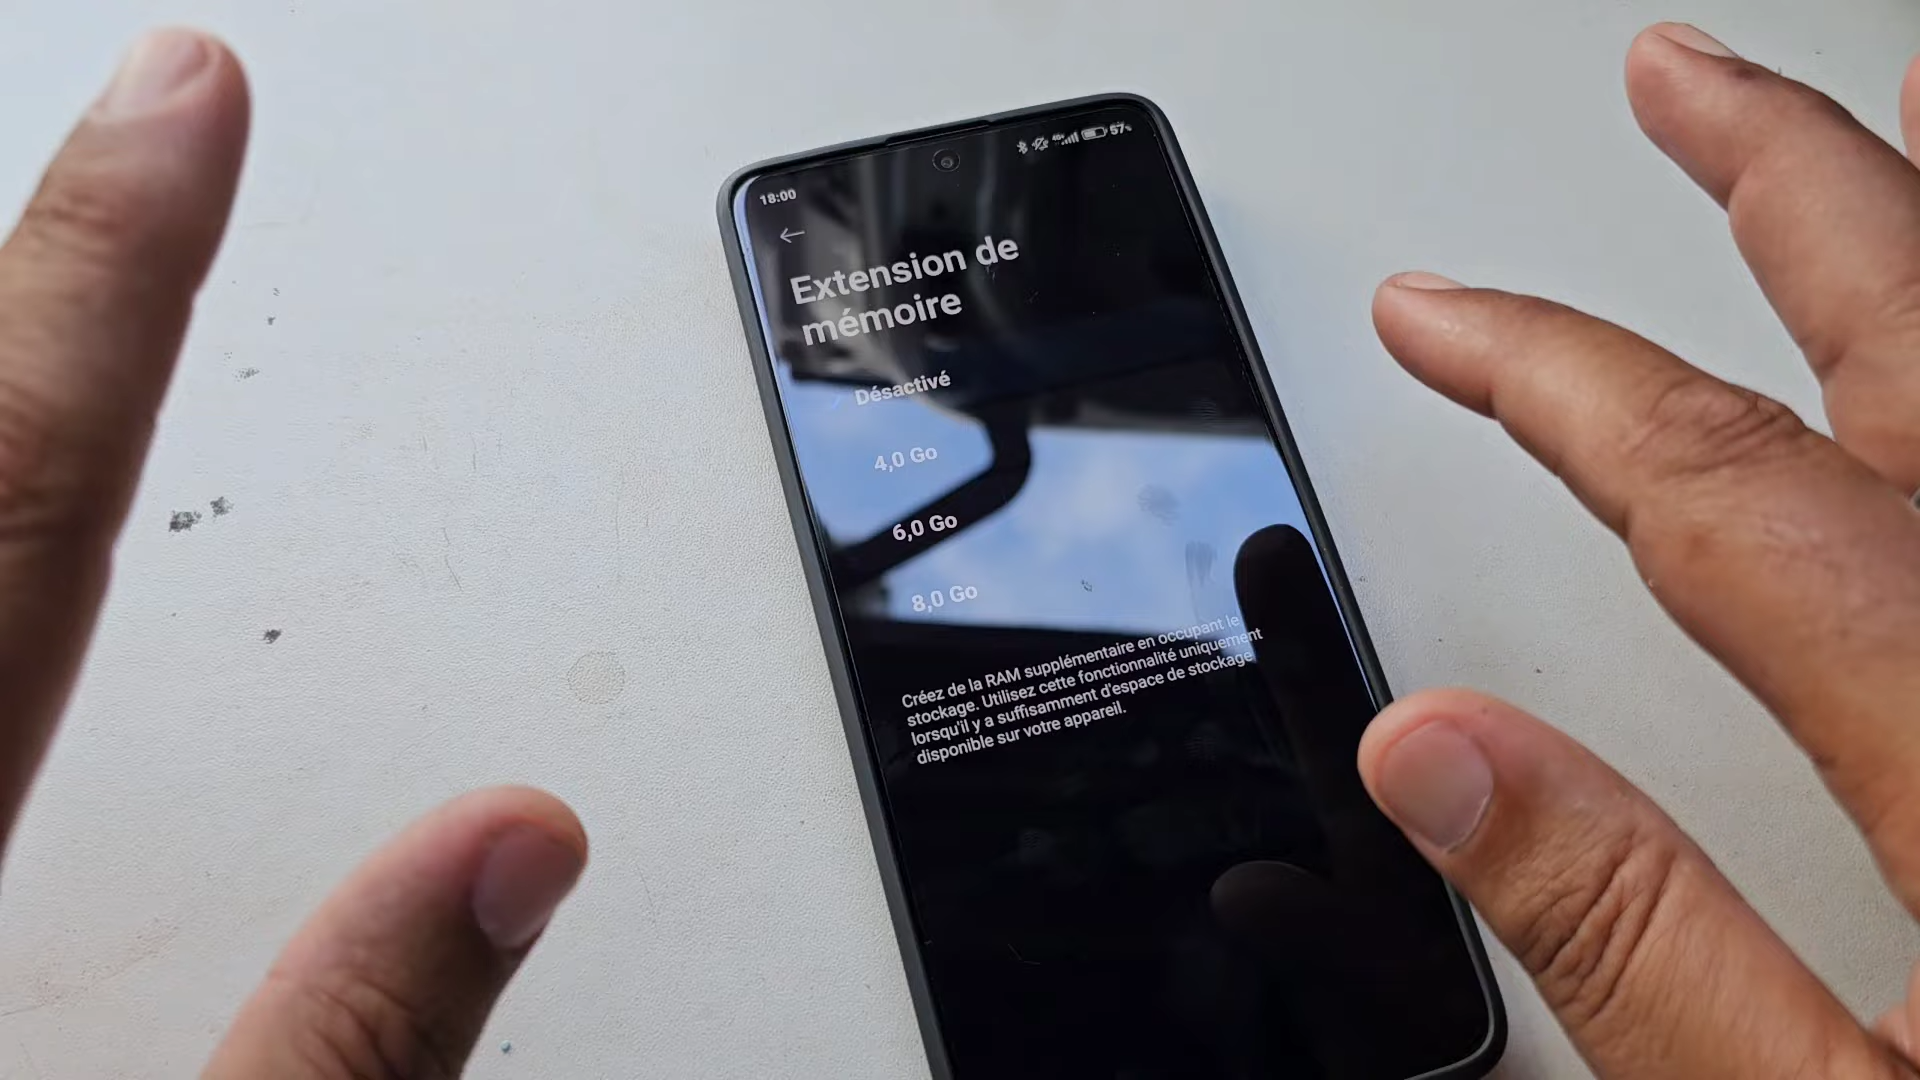 18:00
4G+
57%
Extension de
mémoire
Désactivé
4,0 Go
6,0 Go
8,0 Go
Créez de la RAM supplémentaire en occupant le
stockage. Utilisez cette fonctionnalité uniquement
lorsqu'il y a suffisamment d'espace de stockage
disponible sur votre appareil.